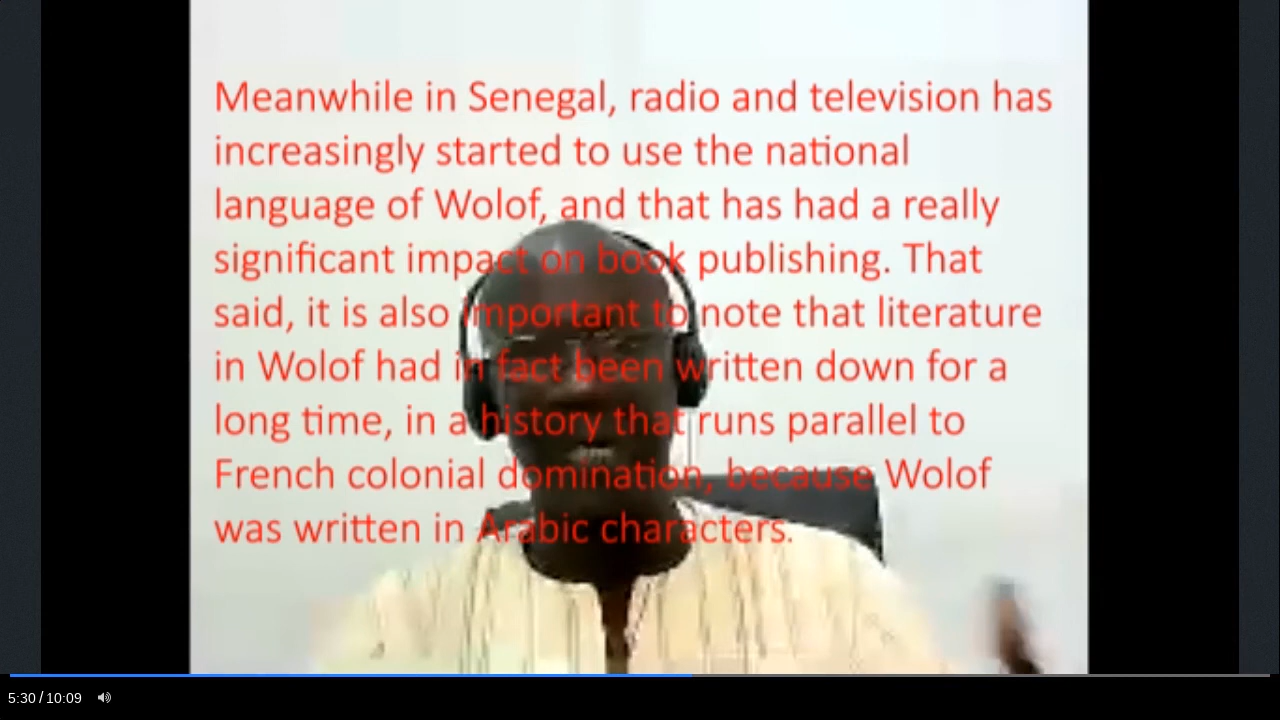 Meanwhile in Senegal, radio and television has
increasingly started to use the national
language of Wolof, and that has had a really
significant impact on book publishing. That
said, it is also important to note that literature
in Wolof had in fact been written down for a
long time, in a history that runs parallel to
French colonial domination, because Wolof
was written in Arabic characters.
5:30 / 10:09